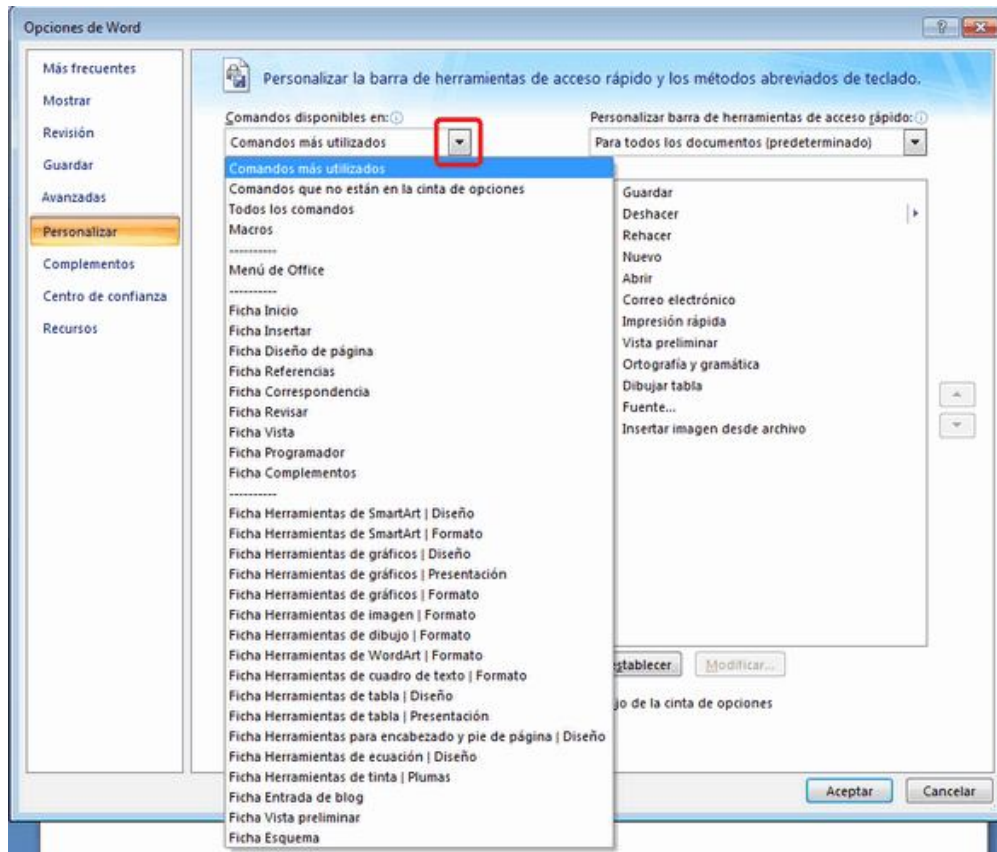 Opciones de Word
Más frecuentes
Mostrar
Revisión
Guardar
Avanzadas
Personalizar
Complementos
Centro de confianza
Recursos
Personalizar la barra de herramientas de acceso rápido y los métodos abreviados de teclado.
Comandos disponibles en:
Comandos más utilizados
Comandos más utilizados
Comandos que no están en la cinta de opciones
Todos los comandos
Macros
----------
Menú de Office
----------
Ficha Inicio
Ficha Insertar
Ficha Diseño de página
Ficha Referencias
Ficha Correspondencia
Ficha Revisar
Ficha Vista
Ficha Programador
Ficha Complementos
----------
Ficha Herramientas de SmartArt | Diseño
Ficha Herramientas de SmartArt | Formato
Ficha Herramientas de gráficos | Diseño
Ficha Herramientas de gráficos | Presentación
Ficha Herramientas de gráficos | Formato
Ficha Herramientas de imagen | Formato
Ficha Herramientas de dibujo | Formato
Ficha Herramientas de WordArt | Formato
Ficha Herramientas de cuadro de texto | Formato
Ficha Herramientas de tabla | Diseño
Ficha Herramientas de tabla | Presentación
Ficha Herramientas para encabezado y pie de página | Diseño
Ficha Herramientas de ecuación | Diseño
Ficha Herramientas de tinta | Plumas
Ficha Entrada de blog
Ficha Vista preliminar
Ficha Esquema
Personalizar barra de herramientas de acceso rápido:
Para todos los documentos (predeterminado)
Guardar
Deshacer
Rehacer
Nuevo
Abrir
Correo electrónico
Impresión rápida
Vista preliminar
Ortografía y gramática
Dibujar tabla
Fuente...
Insertar imagen desde archivo
establecer
Modificar...
jo de la cinta de opciones
Aceptar
Cancelar